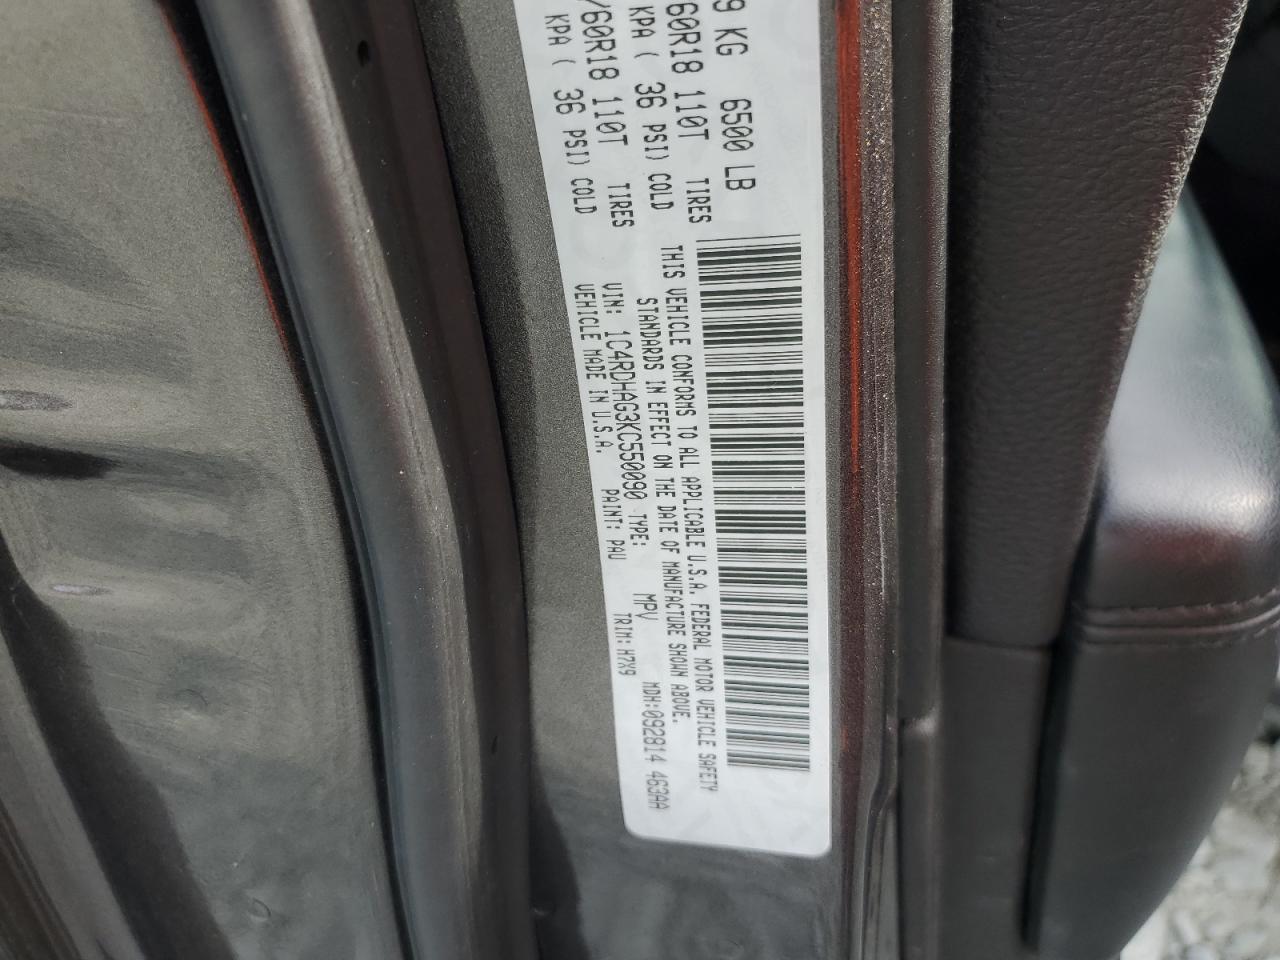 9 KG 6500 LB
60R18 110T TIRES
KPA ( 36 PSI) COLD
/60R18 110T TIRES
KPA ( 36 PSI) COLD
THIS VEHICLE CONFORMS TO ALL APPLICABLE U.S.A. FEDERAL MOTOR VEHICLE SAFETY
STANDARDS IN EFFECT ON THE DATE OF MANUFACTURE SHOWN ABOVE.
VIN: 1C4RDHAG3KC550090 TYPE: MPV MDH:092814 463AA
VEHICLE MADE IN U.S.A. PAINT: PAU TRIM: H7X9